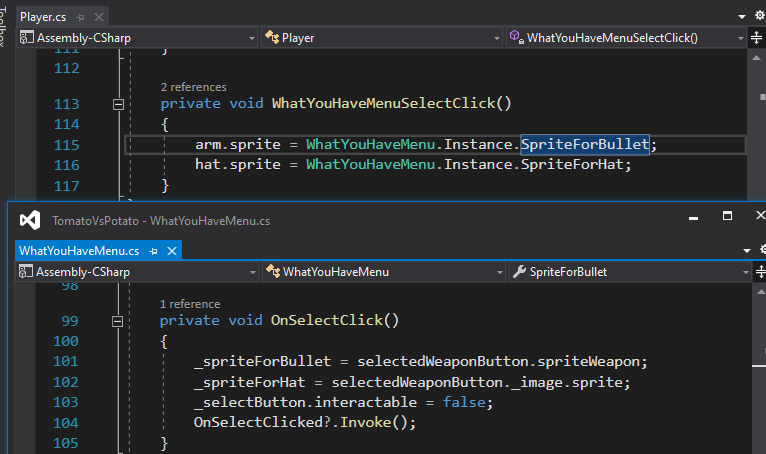 Toolbox
Player.cs
Assembly-CSharp Player WhatYouHaveMenuSelectClick()
111 }
112
2 references
113 private void WhatYouHaveMenuSelectClick()
114 {
115 arm.sprite = WhatYouHaveMenu.Instance.SpriteForBullet;
116 hat.sprite = WhatYouHaveMenu.Instance.SpriteForHat;
117 }
TomatoVsPotato - WhatYouHaveMenu.cs
WhatYouHaveMenu.cs
Assembly-CSharp WhatYouHaveMenu SpriteForBullet
98
1 reference
99 private void OnSelectClick()
100 {
101 _spriteForBullet = selectedWeaponButton.spriteWeapon;
102 _spriteForHat = selectedWeaponButton._image.sprite;
103 _selectButton.interactable = false;
104 OnSelectClicked?.Invoke();
105 }